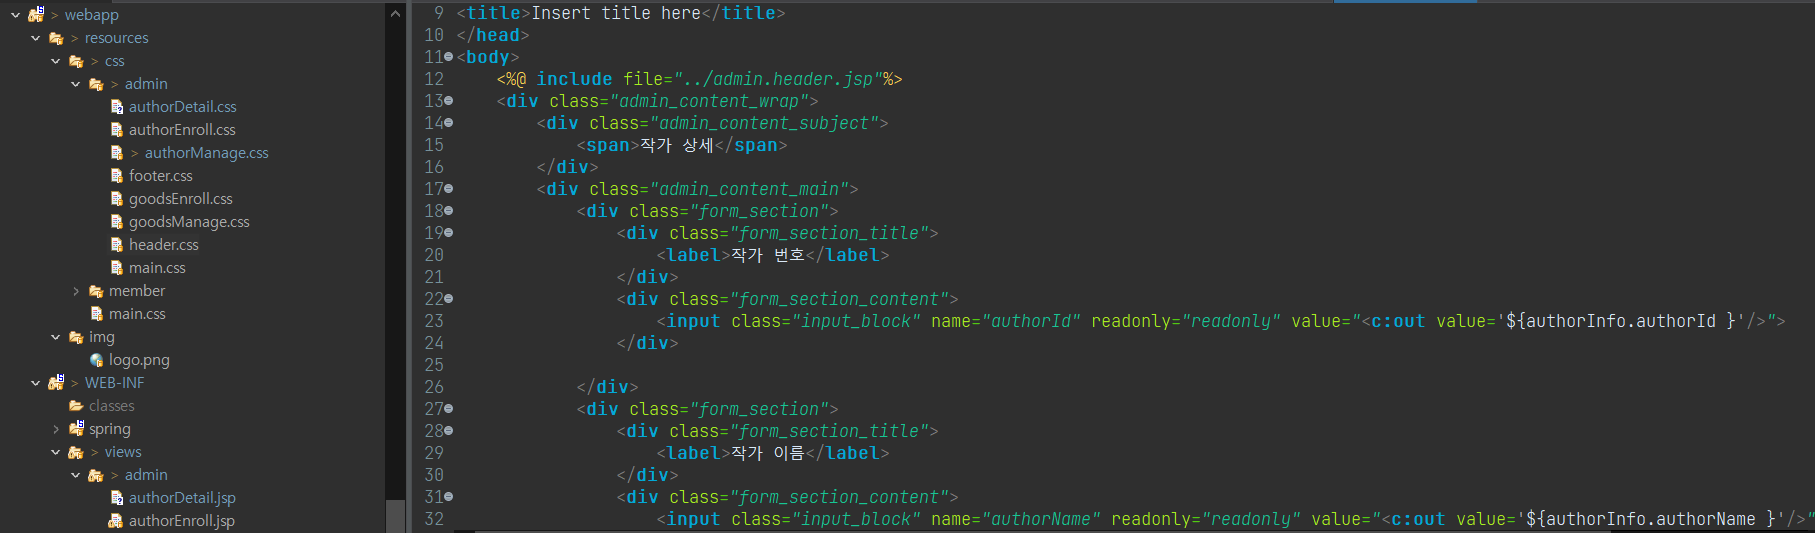 webapp
resources
css
admin
authorDetail.css
authorEnroll.css
authorManage.css
footer.css
goodsEnroll.css
goodsManage.css
header.css
main.css
member
main.css
img
logo.png
WEB-INF
classes
spring
views
admin
authorDetail.jsp
authorEnroll.jsp
9 <title>Insert title here</title>
10 </head>
11 <body>
12 <%@ include file="../admin.header.jsp"%>
13 <div class="admin_content_wrap">
14 <div class="admin_content_subject">
15 <span>작가 상세</span>
16 </div>
17 <div class="admin_content_main">
18 <div class="form_section">
19 <div class="form_section_title">
20 <label>작가 번호</label>
21 </div>
22 <div class="form_section_content">
23 <input class="input_block" name="authorId" readonly="readonly" value="<c:out value='${authorInfo.authorId }'/>">
24 </div>
25
26 </div>
27 <div class="form_section">
28 <div class="form_section_title">
29 <label>작가 이름</label>
30 </div>
31 <div class="form_section_content">
32 <input class="input_block" name="authorName" readonly="readonly" value="<c:out value='${authorInfo.authorName }'/>"